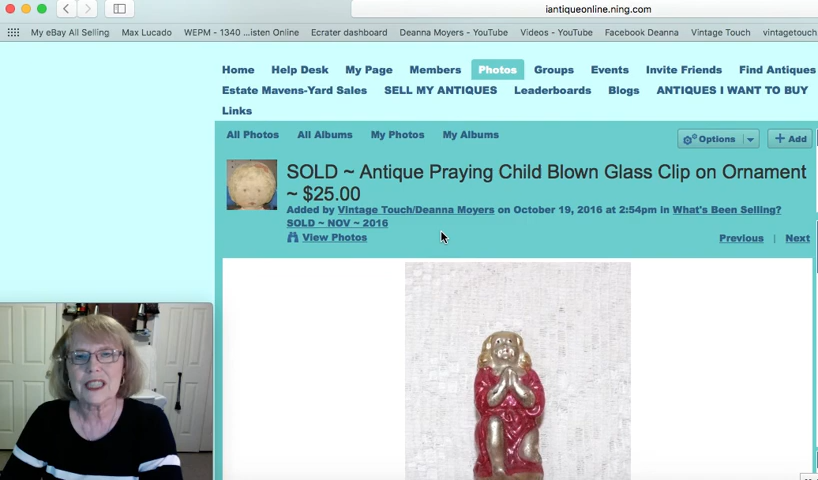 iantiqueonline.ning.com
My eBay All Selling Max Lucado WEPM - 1340 ...isten Online Ecrater dashboard Deanna Moyers - YouTube Videos - YouTube Facebook Deanna Vintage Touch vintagetouch
Home Help Desk My Page Members Photos Groups Events Invite Friends Find Antiques
Estate Mavens-Yard Sales SELL MY ANTIQUES Leaderboards Blogs ANTIQUES I WANT TO BUY
Links
All Photos All Albums My Photos My Albums Options + Add
SOLD ~ Antique Praying Child Blown Glass Clip on Ornament
~ $25.00
Added by Vintage Touch/Deanna Moyers on October 19, 2016 at 2:54pm in What's Been Selling?
SOLD ~ NOV ~ 2016
View Photos Previous | Next